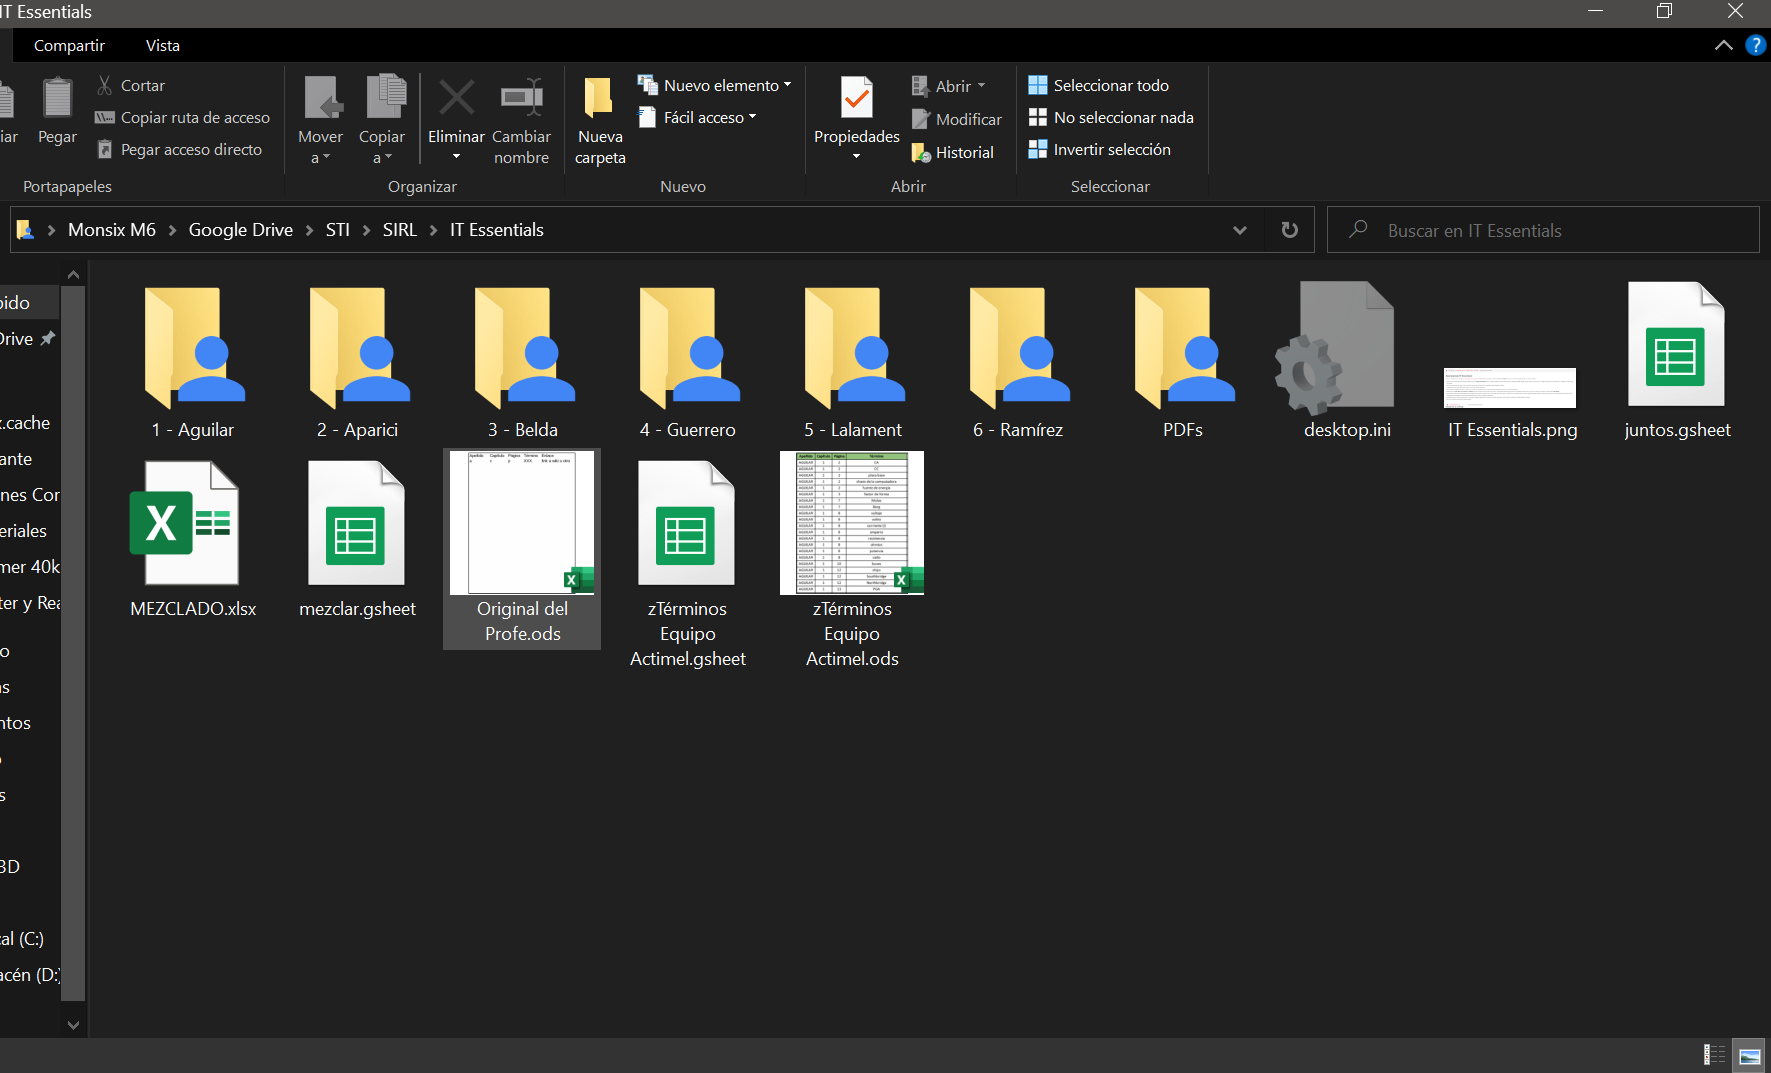 IT Essentials
Compartir
Vista
Pegar
Cortar
Copiar ruta de acceso
Pegar acceso directo
Portapapeles
Mover
a
Copiar
a
Eliminar
Cambiar
nombre
Organizar
Nueva
carpeta
Nuevo elemento
Fácil acceso
Nuevo
Propiedades
Abrir
Modificar
Historial
Abrir
Seleccionar todo
No seleccionar nada
Invertir selección
Seleccionar
Monsix M6 > Google Drive > STI > SIRL > IT Essentials
Buscar en IT Essentials
1 - Aguilar
2 - Aparici
3 - Belda
4 - Guerrero
5 - Lalament
6 - Ramírez
PDFs
desktop.ini
IT Essentials.png
juntos.gsheet
MEZCLADO.xlsx
mezclar.gsheet
Original del
Profe.ods
zTérminos
Equipo
Actimel.gsheet
zTérminos
Equipo
Actimel.ods
oido
Drive
x.cache
ante
nes Cor
eriales
mer 40k
ter y Rea
o
as
ntos
s
3D
al (C:)
acén (D:)